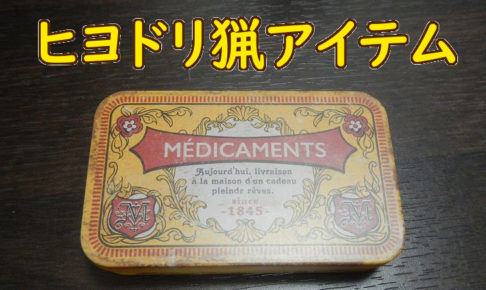 ヒヨドリ猟アイテム
MÉDICAMENTS
Aujourd'hui, livraison
à la maison d'un cadeau
pleinde rêves.
since
-1845-
M
M